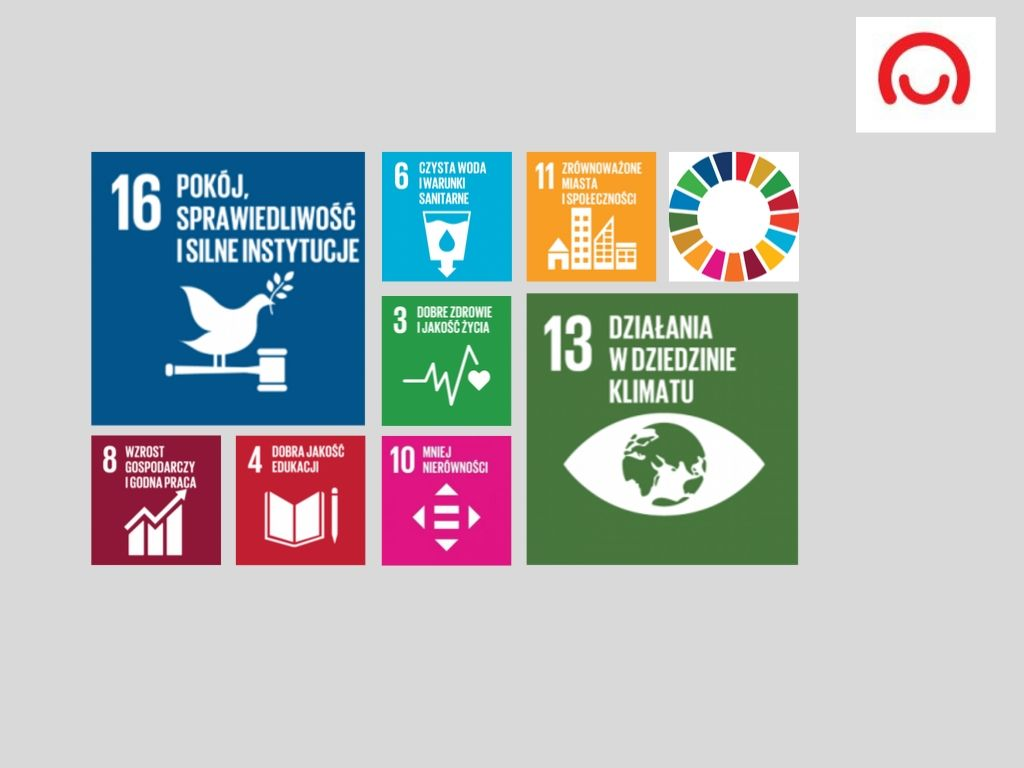 16
POKÓJ,
SPRAWIEDLIWOŚĆ
I SILNE INSTYTUCJE
6
CZYSTA WODA
I WARUNKI
SANITARNE
11
ZRÓWNOWAŻONE
MIASTA
I SPOŁECZNOŚCI
3
DOBRE ZDROWIE
I JAKOŚĆ ŻYCIA
13
DZIAŁANIA
W DZIEDZINIE
KLIMATU
8
WZROST
GOSPODARCZY
I GODNA PRACA
4
DOBRA JAKOŚĆ
EDUKACJI
10
MNIEJ
NIERÓWNOŚCI